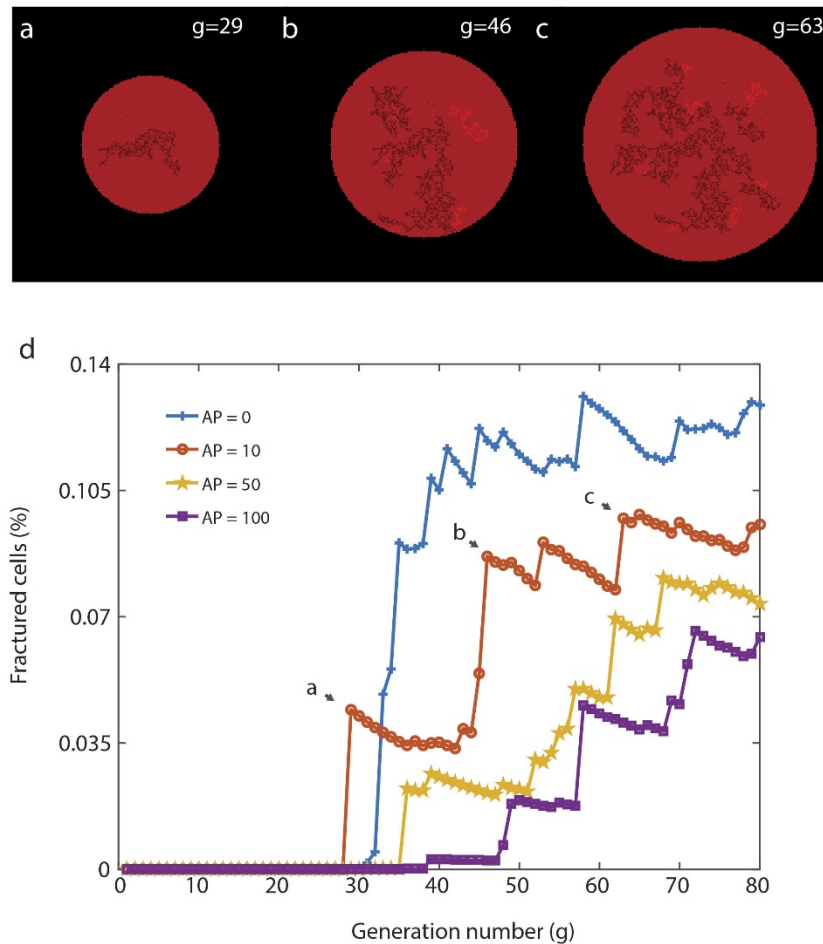 a g=29 b g=46 c g=63
d
0.14
AP = 0
AP = 10
AP = 50
AP = 100
0.105
c
b
0.07
a
0.035
0
0 10 20 30 40 50 60 70 80
Fractured cells (%)
Generation number (g)